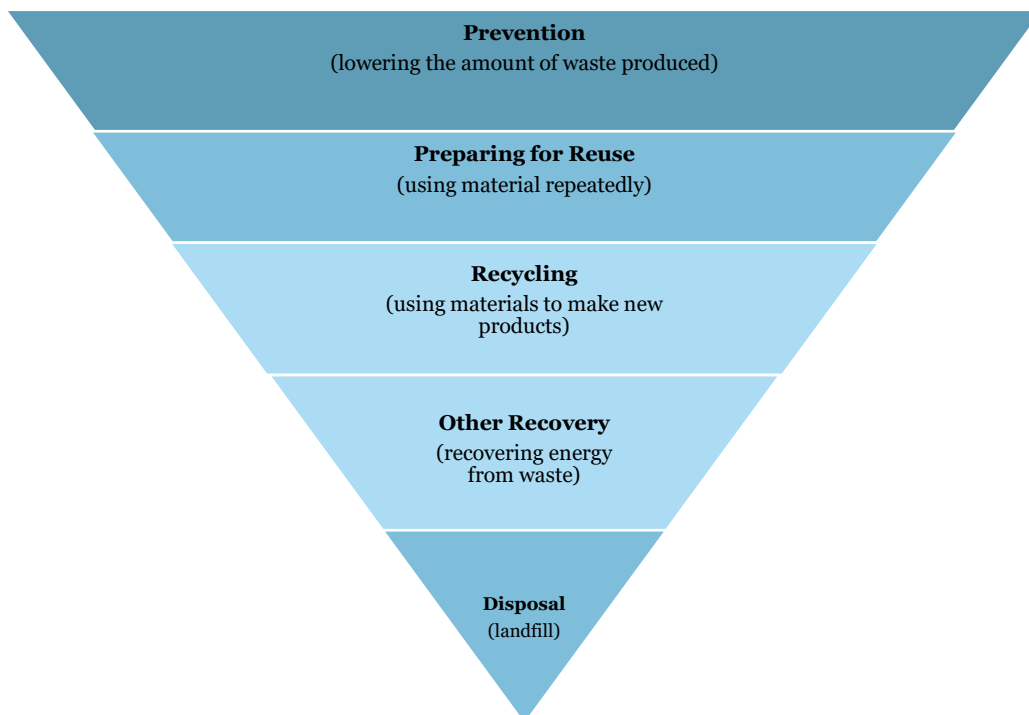 Prevention
(lowering the amount of waste produced)
Preparing for Reuse
(using material repeatedly)
Recycling
(using materials to make new
products)
Other Recovery
(recovering energy
from waste)
Disposal
(landfill)